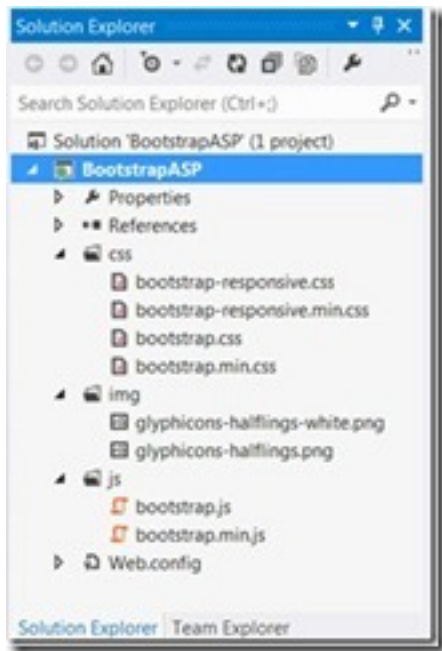 Solution Explorer
Search Solution Explorer (Ctrl+;)
Solution 'BootstrapASP' (1 project)
BootstrapASP
Properties
References
css
bootstrap-responsive.css
bootstrap-responsive.min.css
bootstrap.css
bootstrap.min.css
img
glyphicons-halflings-white.png
glyphicons-halflings.png
js
bootstrap.js
bootstrap.min.js
Web.config
Solution Explorer Team Explorer